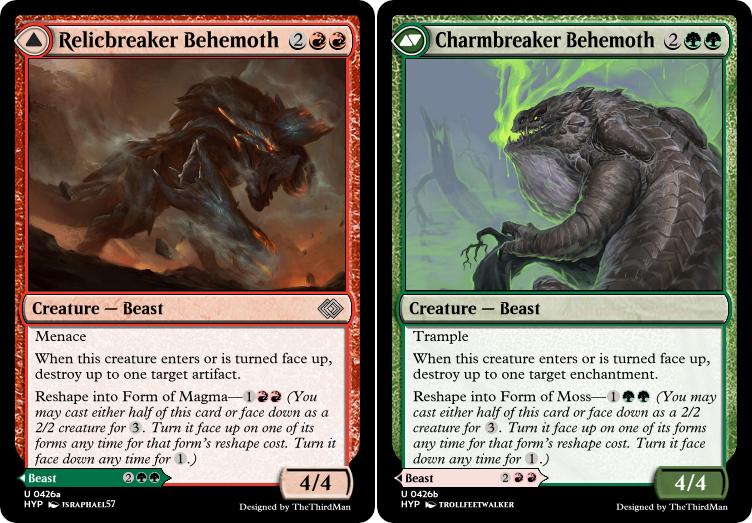 Relicbreaker Behemoth 2
Menace
When this creature enters or is turned face up,
destroy up to one target artifact.
Reshape into Form of Magma—1 (You
may cast either half of this card or face down as a
2/2 creature for 3. Turn it face up on one of its
forms any time for that form's reshape cost. Turn it
face down any time for 1.)
Creature — Beast
Beast 2
4/4
U 0426a
HYP JSRAPHAEL57
Designed by TheThirdMan
Charmbreaker Behemoth 2
Creature — Beast
Trample
When this creature enters or is turned face up,
destroy up to one target enchantment.
Reshape into Form of Moss—1 (You
may cast either half of this card or face down as a
2/2 creature for 3. Turn it face up on one of its
forms any time for that form's reshape cost. Turn it
face down any time for 1.)
Beast 2
4/4
U 0426b
HYP TROLLFEETWALKER
Designed by TheThirdMan